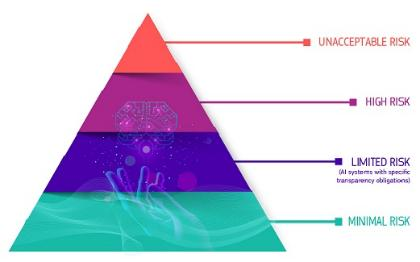 UNACCEPTABLE RISK
HIGH RISK
LIMITED RISK
(AI systems with specific
transparency obligations)
MINIMAL RISK